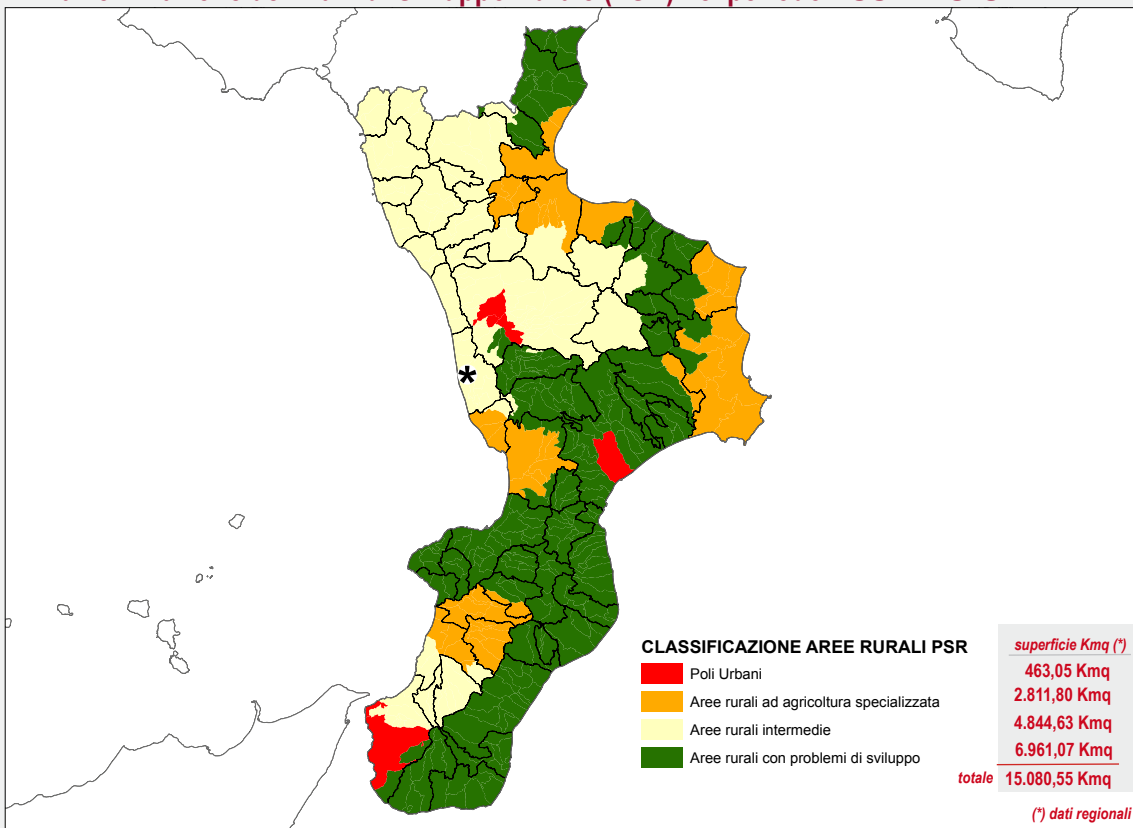 *
CLASSIFICAZIONE AREE RURALI PSR
superficie Kmq (*)
Poli Urbani
463,05 Kmq
Aree rurali ad agricoltura specializzata
2.811,80 Kmq
Aree rurali intermedie
4.844,63 Kmq
Aree rurali con problemi di sviluppo
6.961,07 Kmq
totale 15.080,55 Kmq
(*) dati regionali